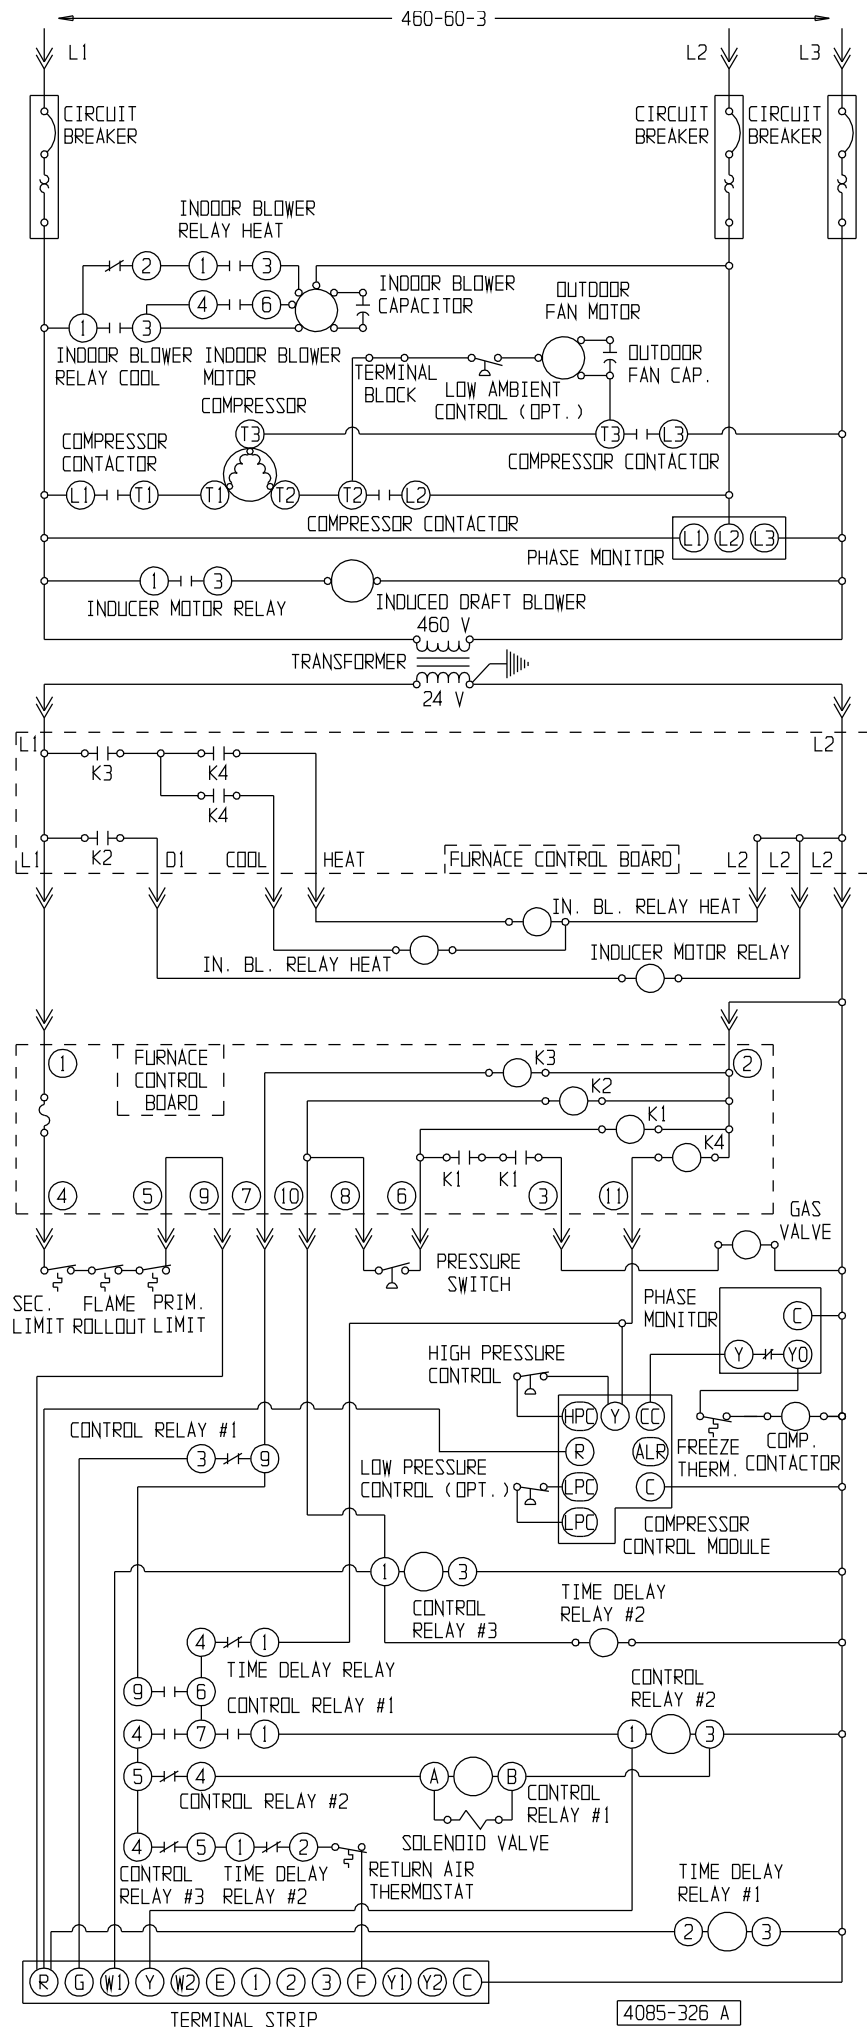 460-60-3
L1
L2
L3
CIRCUIT
BREAKER
CIRCUIT
BREAKER
CIRCUIT
BREAKER
INDOOR BLOWER
RELAY HEAT
2 1 3
4 6
1 3
INDOOR BLOWER
CAPACITOR
OUTDOOR
FAN MOTOR
INDOOR BLOWER
RELAY COOL
INDOOR BLOWER
MOTOR
TERMINAL
BLOCK
LOW AMBIENT
CONTROL (OPT.)
OUTDOOR
FAN CAP.
COMPRESSOR
T3
T3 L3
COMPRESSOR
CONTACTOR
COMPRESSOR CONTACTOR
L1 T1 T1 T2 T2 L2
COMPRESSOR CONTACTOR
PHASE MONITOR
L1 L2 L3
1 3
INDUCER MOTOR RELAY
INDUCED DRAFT BLOWER
460 V
TRANSFORMER
24 V
L1
L2
K3
K4
K4
K2
L1
D1
COOL
HEAT
FURNACE CONTROL BOARD
L2
L2
L2
IN. BL. RELAY HEAT
IN. BL. RELAY HEAT
INDUCER MOTOR RELAY
1
FURNACE
CONTROL
BOARD
K3
2
K2
K1
K4
K1
K1
4 5 9 7 10 8 6 3 11
GAS
VALVE
PRESSURE
SWITCH
SEC.
LIMIT
FLAME
ROLLOUT
PRIM.
LIMIT
PHASE
MONITOR
C
Y YO
HIGH PRESSURE
CONTROL
HPC Y CC
R ALR
LPC C
LPC
FREEZE
THERM.
COMP.
CONTACTOR
CONTROL RELAY #1
3 9
LOW PRESSURE
CONTROL (OPT.)
COMPRESSOR
CONTROL MODULE
1 3
CONTROL
RELAY #3
TIME DELAY
RELAY #2
4 1
TIME DELAY RELAY
9 6
CONTROL RELAY #1
4 7 1
CONTROL
RELAY #2
1 3
5 4
CONTROL RELAY #2
A B
CONTROL
RELAY #1
SOLENOID VALVE
4 5 1 2
CONTROL
RELAY #3
TIME DELAY
RELAY #2
RETURN AIR
THERMOSTAT
TIME DELAY
RELAY #1
2 3
R G W1 Y W2 E 1 2 3 F Y1 Y2 C
TERMINAL STRIP
4085-326 A